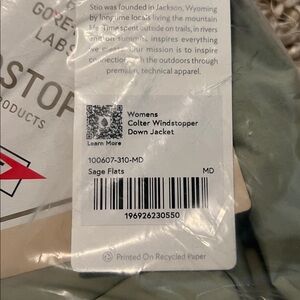 GORE-
LABS
Stio was founded in Jackson, Wyoming
by longtime locals living the mountain
life. Time spent outside on trails, in rivers
and on summits inspires everything
we create. Our mission is to inspire
connection with the outdoors through
premium, technical apparel.
DSTOP
RODUCTS
Womens
Colter Windstopper
Down Jacket
Learn More
100607-310-MD
Sage Flats
MD
196926230550
Printed On Recycled Paper